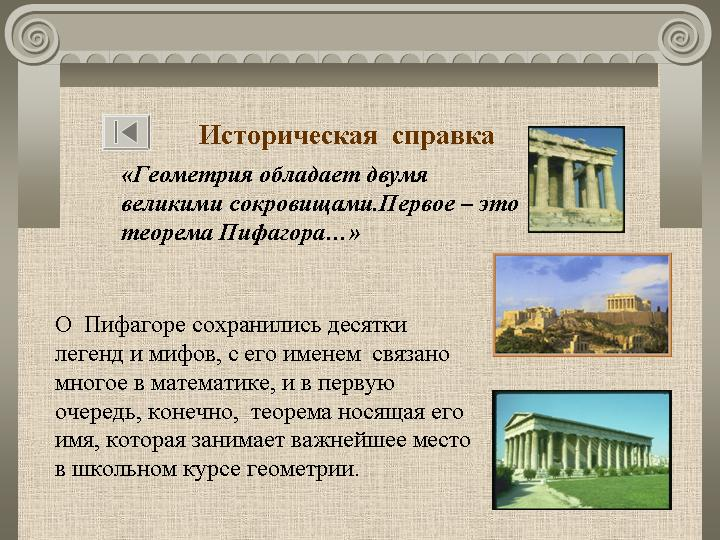 Историческая справка
«Геометрия обладает двумя
великими сокровищами.Первое – это
теорема Пифагора…»
О Пифагоре сохранились десятки
легенд и мифов, с его именем связано
многое в математике, и в первую
очередь, конечно, теорема носящая его
имя, которая занимает важнейшее место
в школьном курсе геометрии.